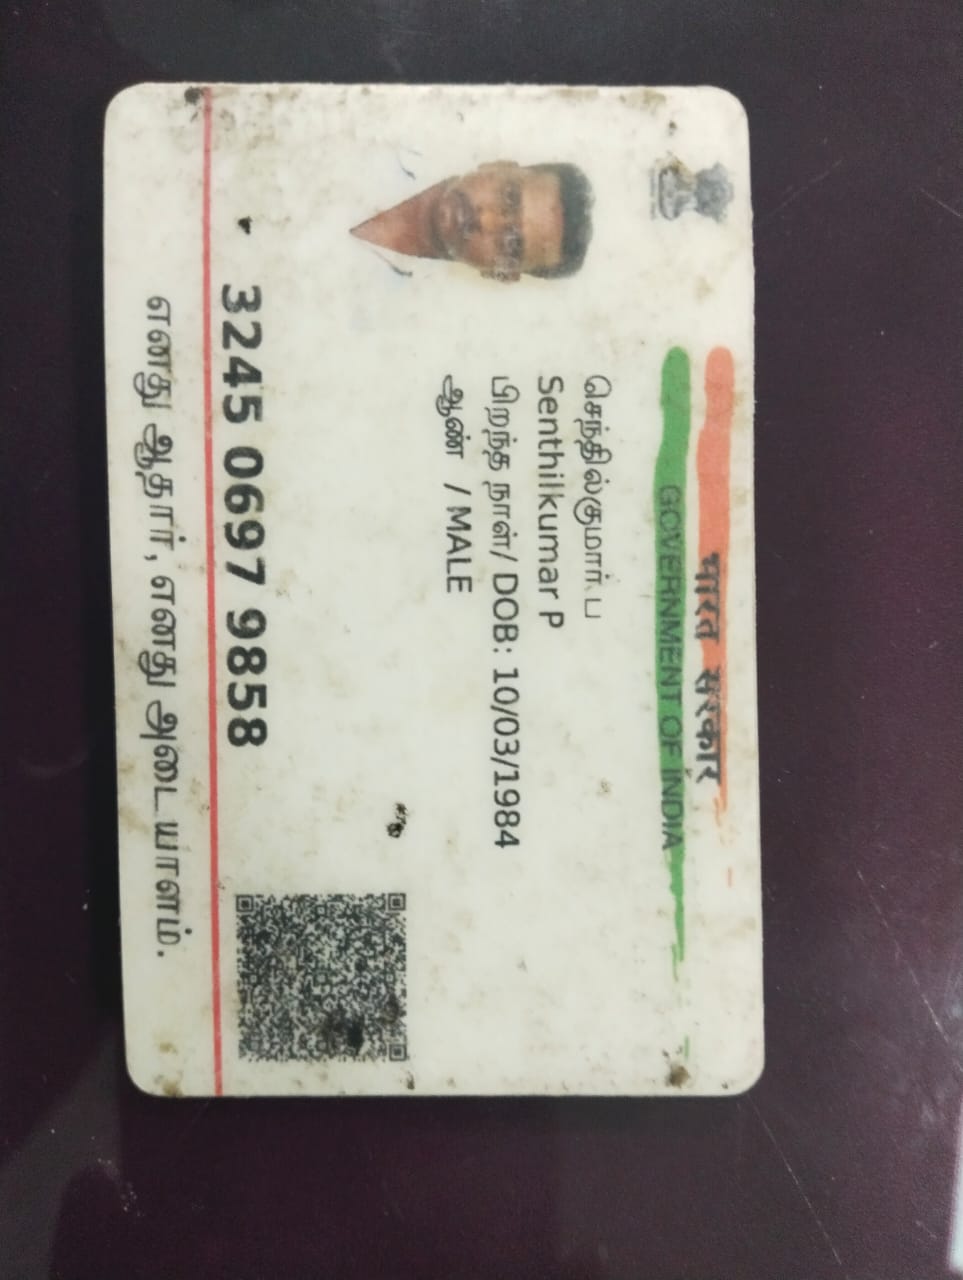 भारत सरकार
GOVERNMENT OF INDIA
செந்தில்குமார் ப
Senthilkumar P
பிறந்த நாள்/ DOB: 10/03/1984
ஆண் / MALE
3245 0697 9858
எனது ஆதார், எனது அடையாளம்.